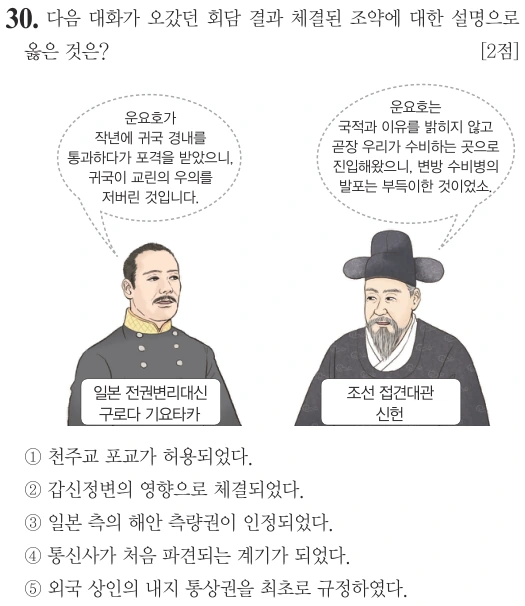 30. 다음 대화가 오갔던 회담 결과 체결된 조약에 대한 설명으로
옳은 것은? [2점]
운요호가
작년에 귀국 경내를
통과하다가 포격을 받았으니,
귀국이 교린의 우의를
저버린 것입니다.
운요호는
국적과 이유를 밝히지 않고
곧장 우리가 수비하는 곳으로
진입해왔으니, 변방 수비병의
발포는 부득이한 것이었소.
일본 전권변리대신
구로다 기요타카
조선 접견대관
신헌
① 천주교 포교가 허용되었다.
② 갑신정변의 영향으로 체결되었다.
③ 일본 측의 해안 측량권이 인정되었다.
④ 통신사가 처음 파견되는 계기가 되었다.
⑤ 외국 상인의 내지 통상권을 최초로 규정하였다.